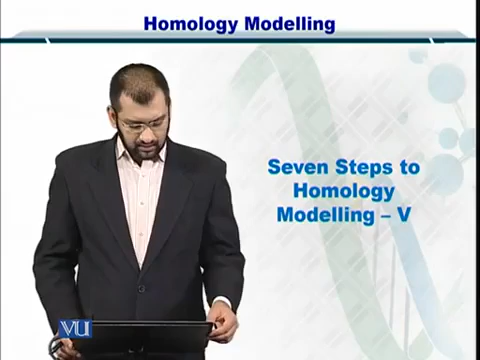 Homology Modelling
Seven Steps to
Homology
Modelling – V
VU